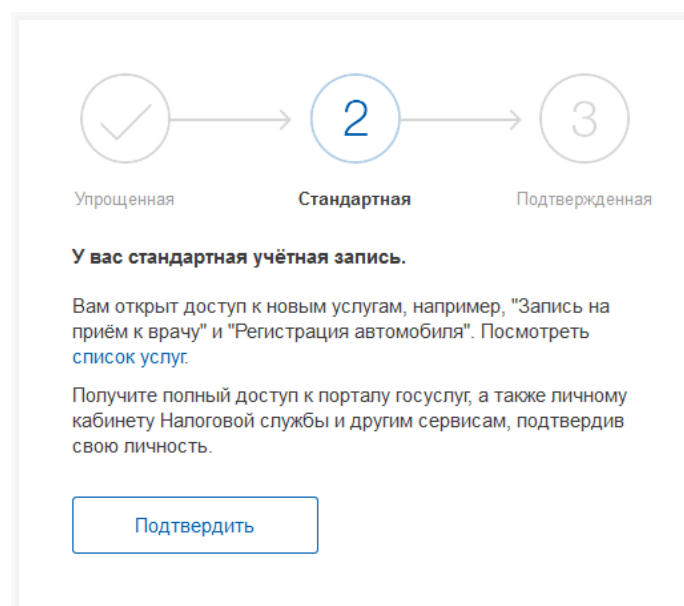 2
3
Упрощенная
Стандартная
Подтвержденная
У вас стандартная учётная запись.
Вам открыт доступ к новым услугам, например, "Запись на
приём к врачу" и "Регистрация автомобиля". Посмотреть
список услуг.
Получите полный доступ к порталу госуслуг, а также личному
кабинету Налоговой службы и другим сервисам, подтвердив
свою личность.
Подтвердить